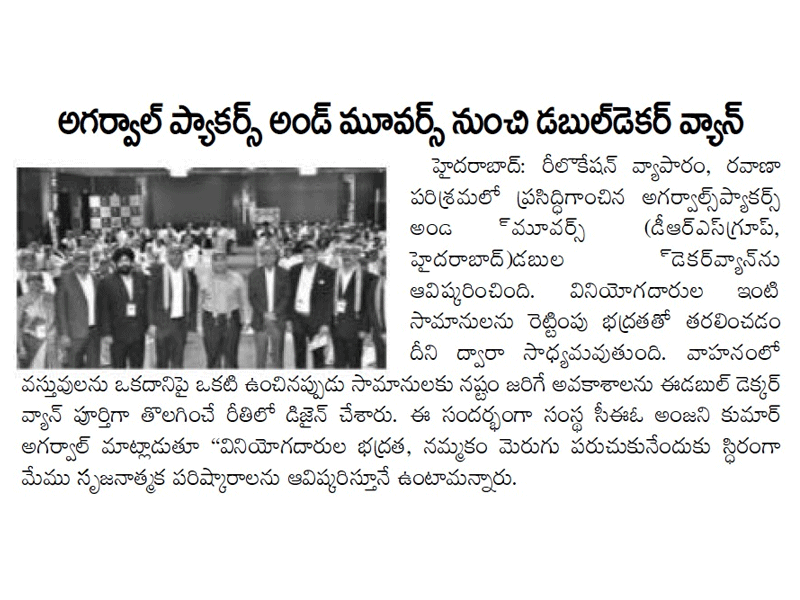 అగర్వాల్ ప్యాకర్స్ అండ్ మూవర్స్ నుంచి డబుల్‌డెకర్ వ్యాన్
హైదరాబాద్: రీలొకేషన్ వ్యాపారం, రవాణా
పరిశ్రమలో ప్రసిద్ధిగాంచిన అగర్వాల్స్‌ప్యాకర్స్
అండ ్‌మూవర్స్ (డీఆర్‌ఎస్‌గ్రూప్,
హైదరాబాద్)డబుల ్‌డెకర్‌వ్యాన్‌ను
ఆవిష్కరించింది. వినియోగదారుల ఇంటి
సామానులను రెట్టింపు భద్రతతో తరలించడం
దీని ద్వారా సాధ్యమవుతుంది. వాహనంలో
వస్తువులను ఒకదానిపై ఒకటి ఉంచినప్పుడు సామానులకు నష్టం జరిగే అవకాశాలను ఈడబుల్ డెక్కర్
వ్యాన్ పూర్తిగా తొలగించే రీతిలో డిజైన్ చేశారు. ఈ సందర్భంగా సంస్థ సీఈఓ అంజని కుమార్
అగర్వాల్ మాట్లాడుతూ “వినియోగదారుల భద్రత, నమ్మకం మెరుగు పరుచుకునేందుకు స్థిరంగా
మేము సృజనాత్మక పరిష్కారాలను ఆవిష్కరిస్తూనే ఉంటామన్నారు.